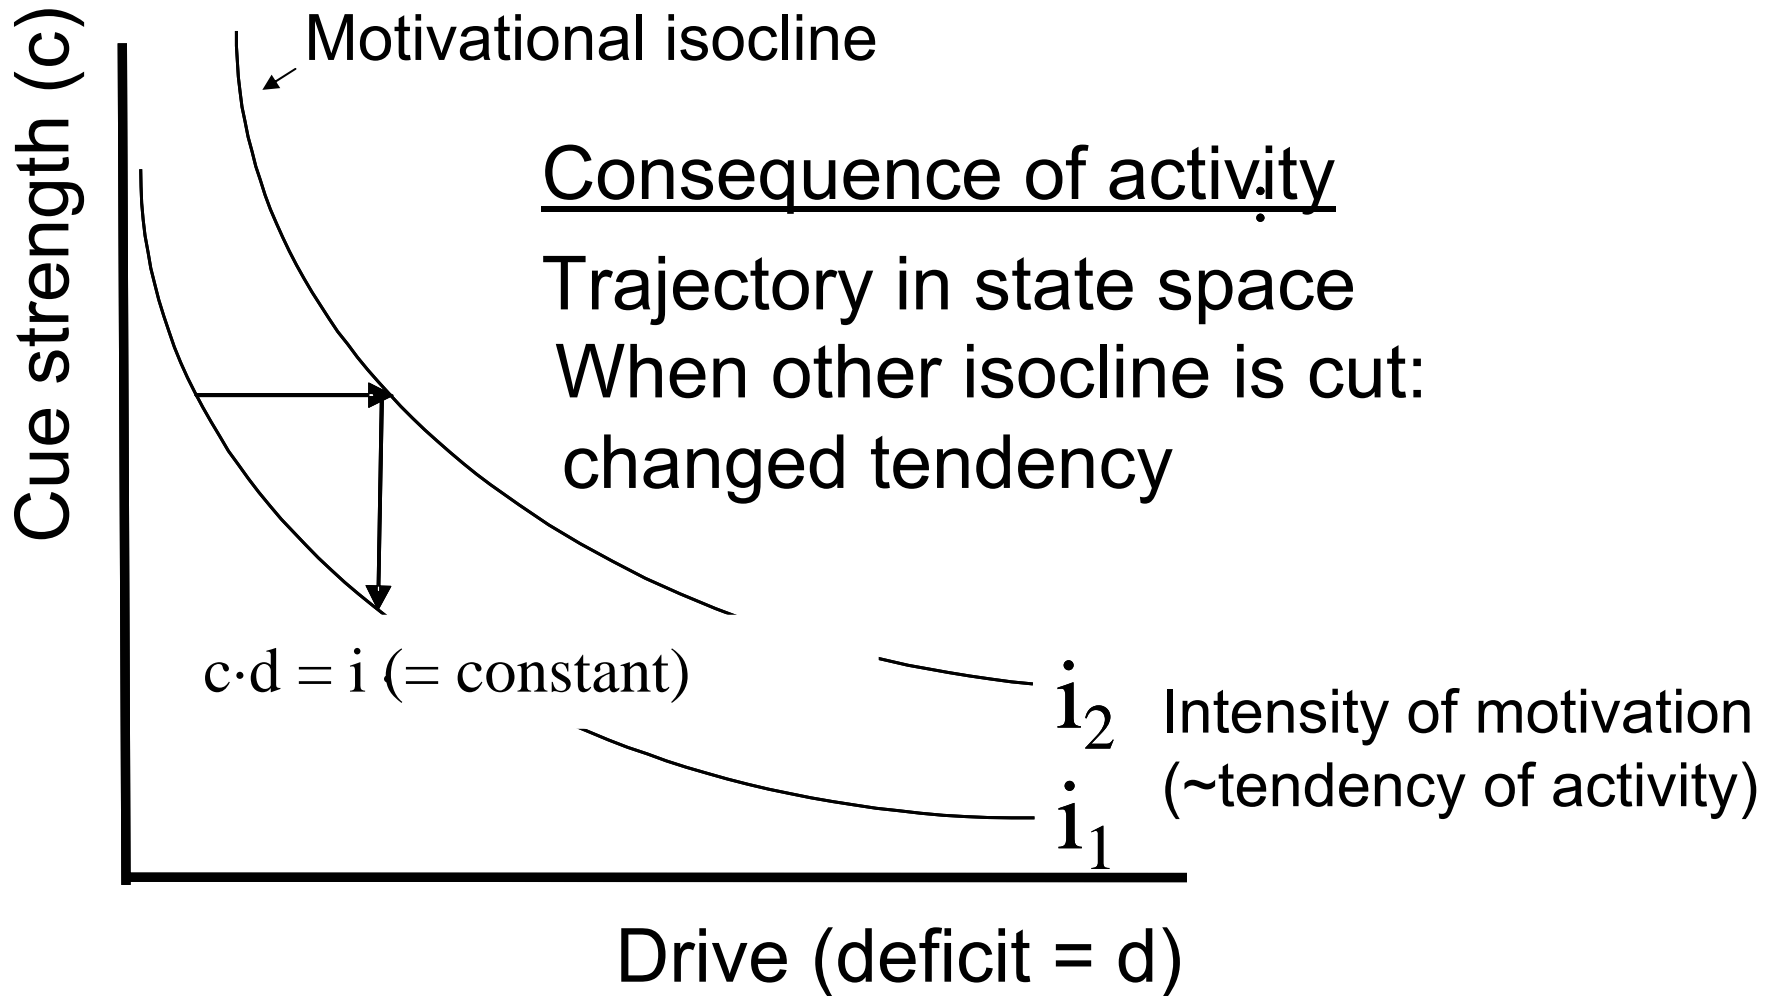 Motivational isocline
Cue strength (c)
Consequence of activity
:
Trajectory in state space
When other isocline is cut:
changed tendency
c·d = i (= constant)
i₂
Intensity of motivation
(~tendency of activity)
i₁
Drive (deficit = d)